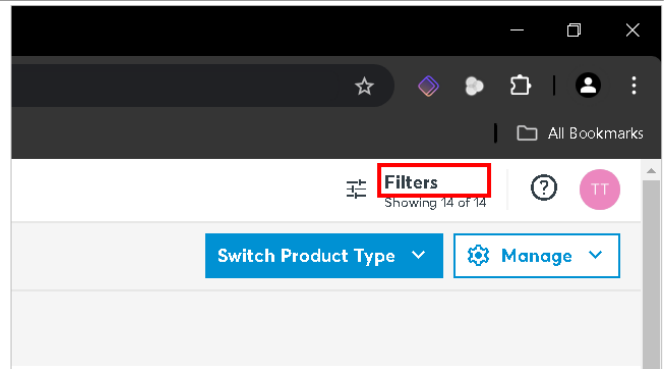 All Bookmarks
Filters
Showing 14 of 14
TT
Switch Product Type
Manage